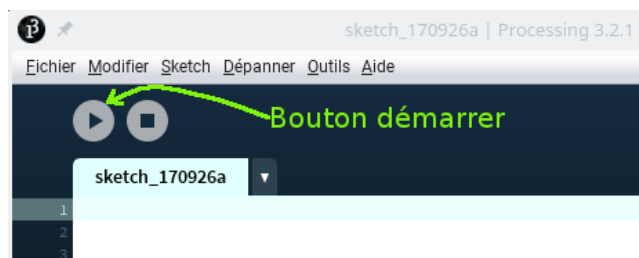 sketch_170926a | Processing 3.2.1
Fichier Modifier Sketch Dépanner Outils Aide
Bouton démarrer
sketch_170926a
1
2
3